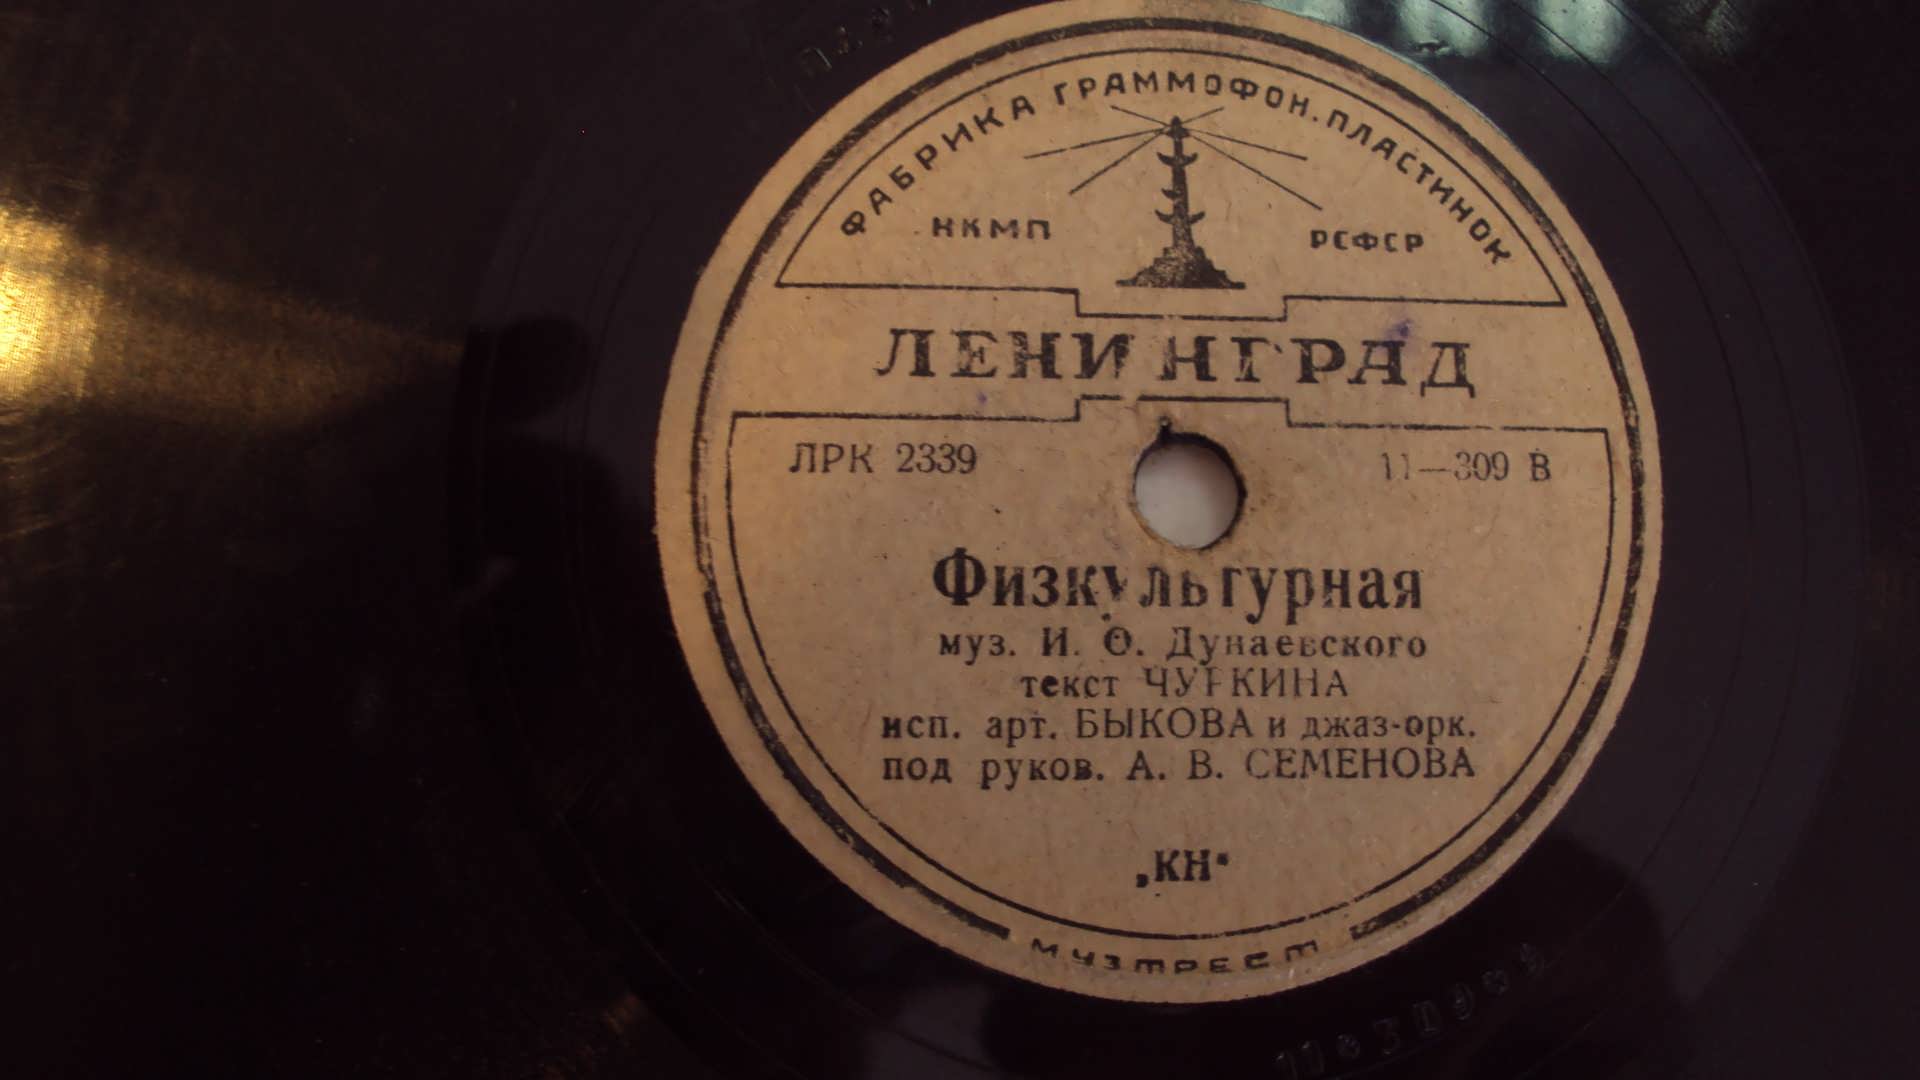 ФАБРИКА ГРАММОФОН.ПЛАСТИНОК
НКМП РСФСР
ЛЕНИНГРАД
ЛРК 2339 11—309 В
Физкультурная
муз. И. О. Дунаевского
текст ЧУРКИНА
исп. арт. БЫКОВА и джаз-орк.
под руков. А. В. СЕМЕНОВА
„КН“
МУЗТРЕСТ